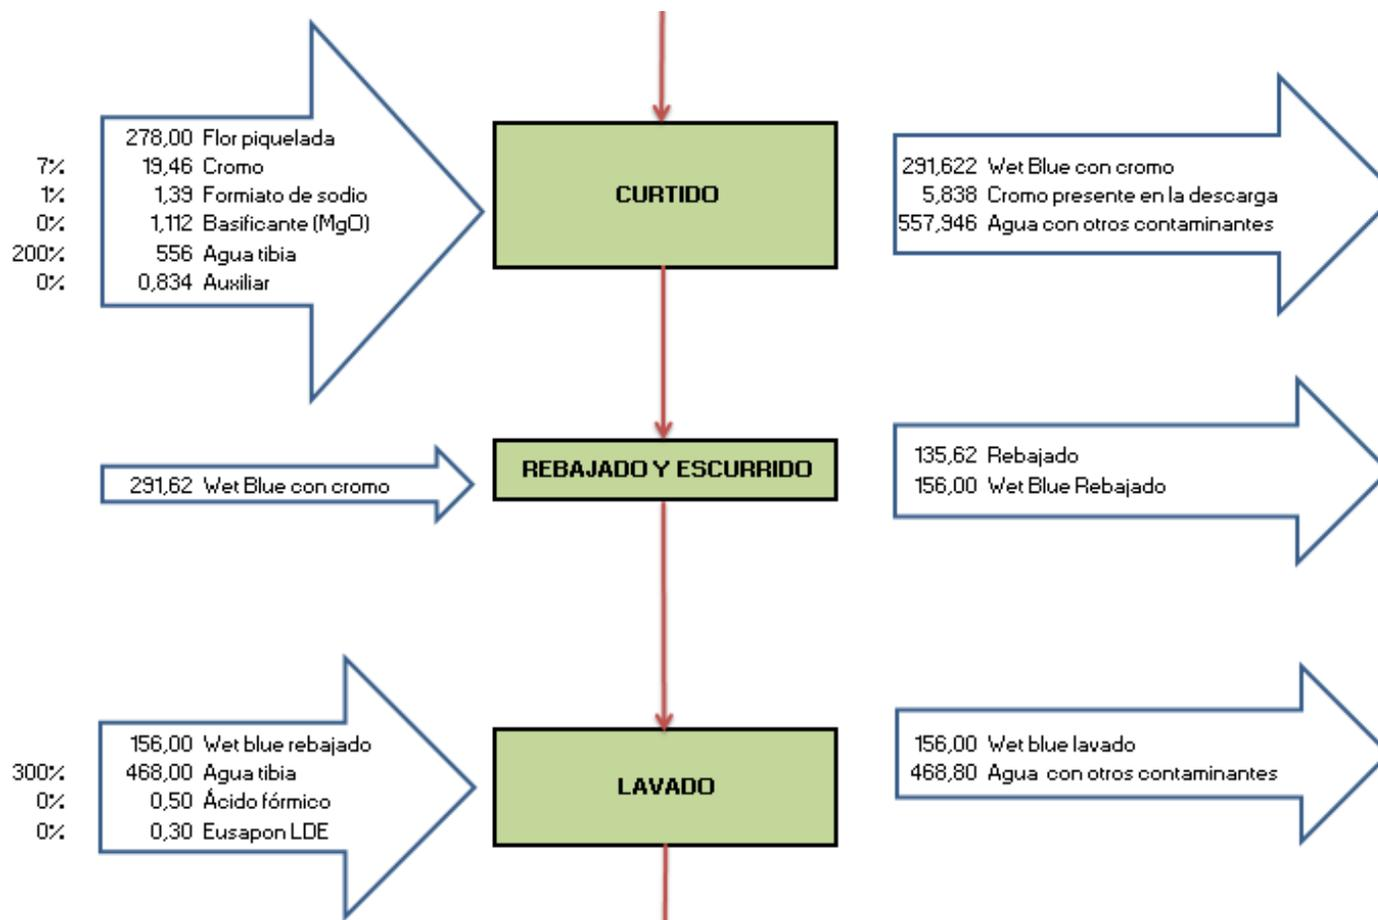 278,00 Flor piquelada
7% 19,46 Cromo
1% 1,39 Formiato de sodio
0% 1,112 Basificante (MgO)
200% 556 Agua tibia
0% 0,834 Auxiliar
CURTIDO
291,622 Wet Blue con cromo
5,838 Cromo presente en la descarga
557,946 Agua con otros contaminantes
291,62 Wet Blue con cromo
REBAJADO Y ESCURRIDO
135,62 Rebajado
156,00 Wet Blue Rebajado
156,00 Wet blue rebajado
300% 468,00 Agua tibia
0% 0,50 Ácido fórmico
0% 0,30 Eusapon LDE
LAVADO
156,00 Wet blue lavado
468,80 Agua con otros contaminantes